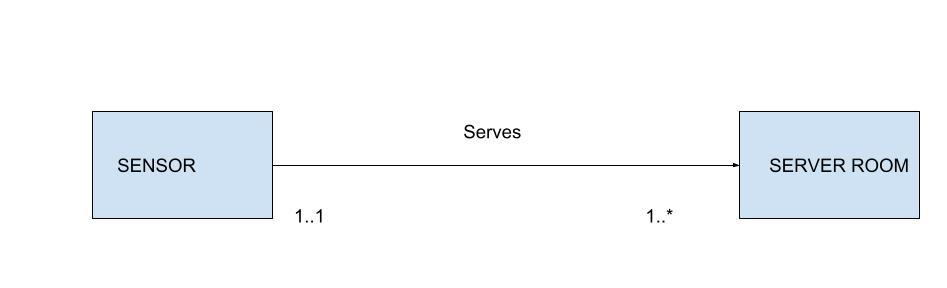 Serves
SENSOR
SERVER ROOM
1..1
1..*